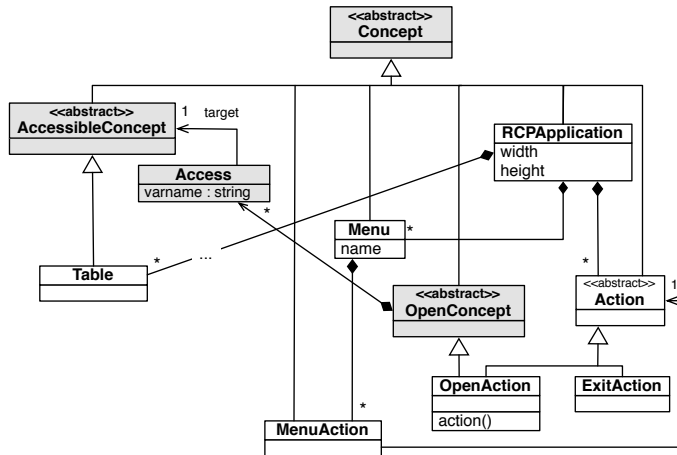 <<abstract>>
Concept
<<abstract>>
AccessibleConcept
1
target
RCPApplication
width
height
Access
varname : string
*
Menu
name
*
*
...
Table
*
<<abstract>>
OpenConcept
<<abstract>>
Action
1
OpenAction
action()
ExitAction
*
MenuAction